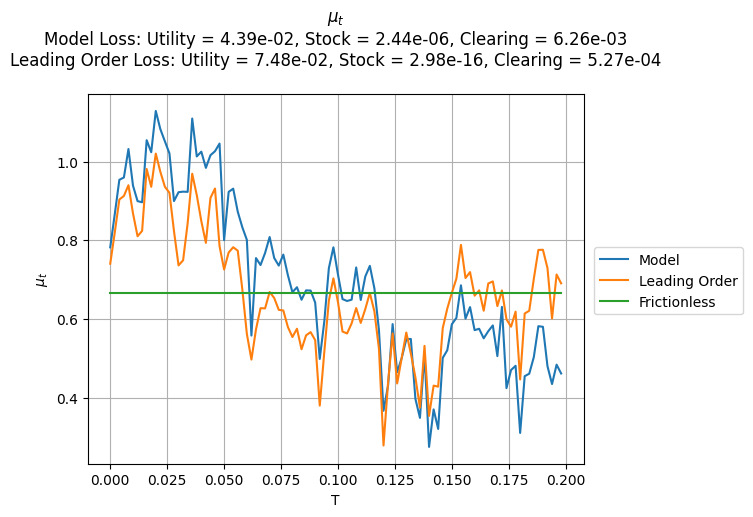 μₜ
Model Loss: Utility = 4.39e-02, Stock = 2.44e-06, Clearing = 6.26e-03
Leading Order Loss: Utility = 7.48e-02, Stock = 2.98e-16, Clearing = 5.27e-04
1.0
0.8
0.6
0.4
μₜ
0.000
0.025
0.050
0.075
0.100
0.125
0.150
0.175
0.200
T
Model
Leading Order
Frictionless